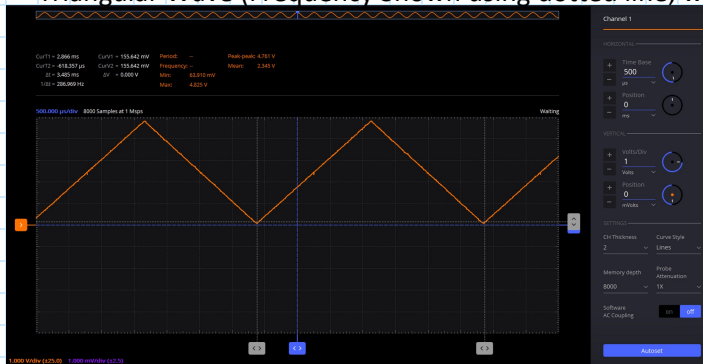 Triangular Wave (Frequency shown using dotted line)
Channel 1
HORIZONTAL
Time Base
500
µs
Position
0
ms
VERTICAL
Volts/Div
1
Volts
Position
0
mVolts
SETTINGS
CH Thickness Curve Style
2 Lines
Memory depth Probe Attenuation
8000 1X
Software AC Coupling on off
Autoset
CurT1 = 2.866 ms CurV1 = 155.642 mV Period: -- Peak-peak: 4.761 V
CurT2 = -618.357 µs CurV2 = 155.642 mV Frequency: -- Mean: 2.345 V
Δt = 3.485 ms ΔV = 0.000 V Min: 63.910 mV
1/Δt = 286.969 Hz Max: 4.825 V
500.000 µs/div 8000 Samples at 1 Msps Waiting
1.000 V/div (±25.0) 1.000 mV/div (±2.5)